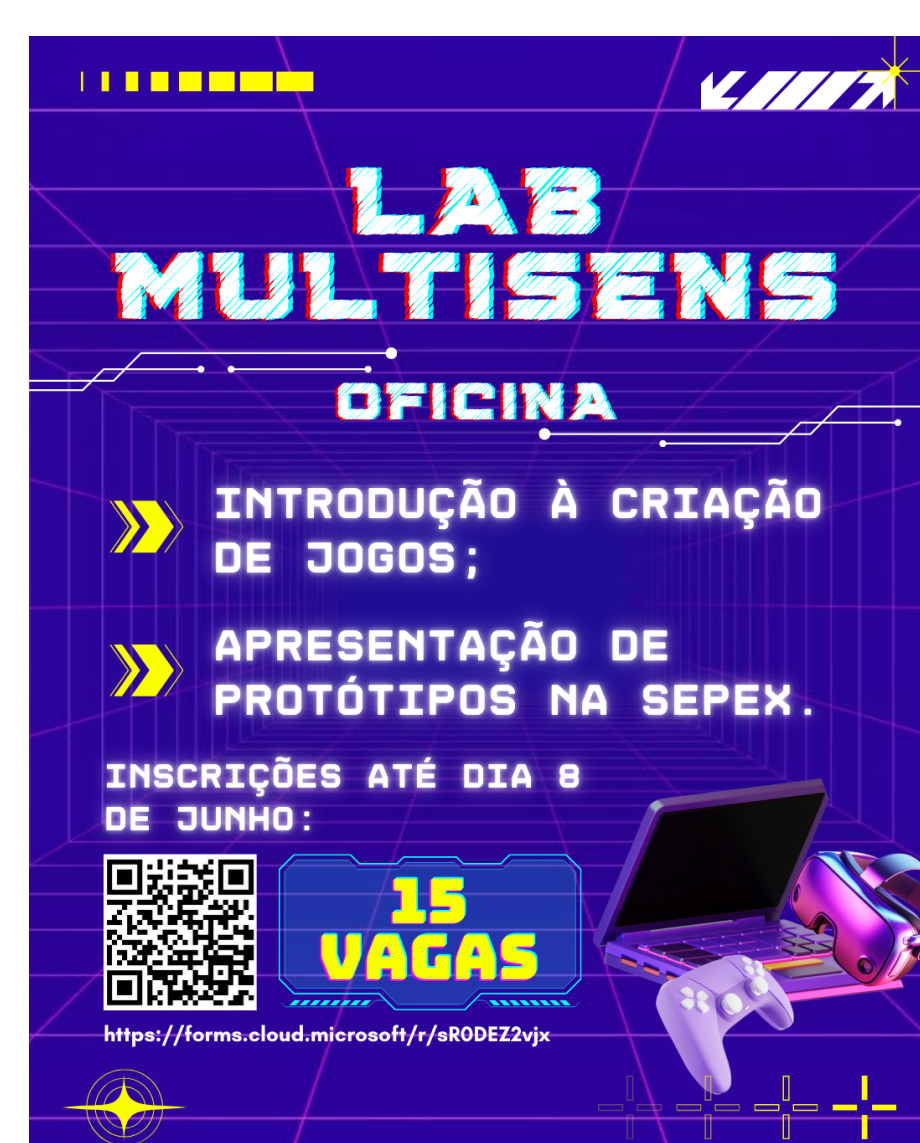 LAB
MULTISENS
OFICINA
INTRODUÇÃO À CRIAÇÃO
DE JOGOS;
APRESENTAÇÃO DE
PROTÓTIPOS NA SEPEX.
INSCRIÇÕES ATÉ DIA 8
DE JUNHO:
15
VAGAS
https://forms.cloud.microsoft/r/sR0DEZ2vjx